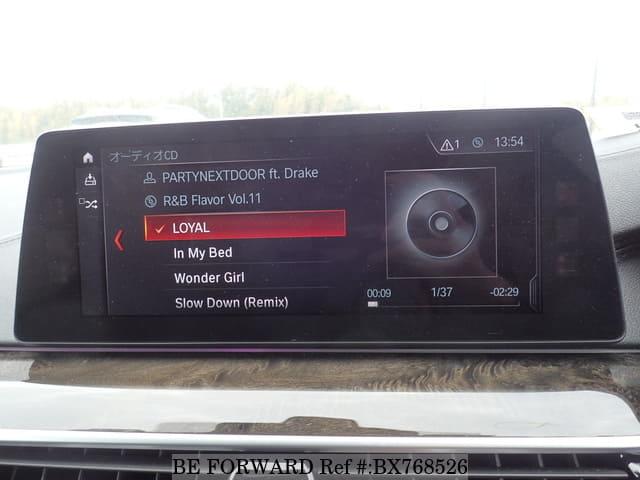 オーディオCD
1
13:54
PARTYNEXTDOOR ft. Drake
R&B Flavor Vol.11
LOYAL
In My Bed
Wonder Girl
Slow Down (Remix)
00:09
1/37
-02:29
BE FORWARD Ref #:BX768526